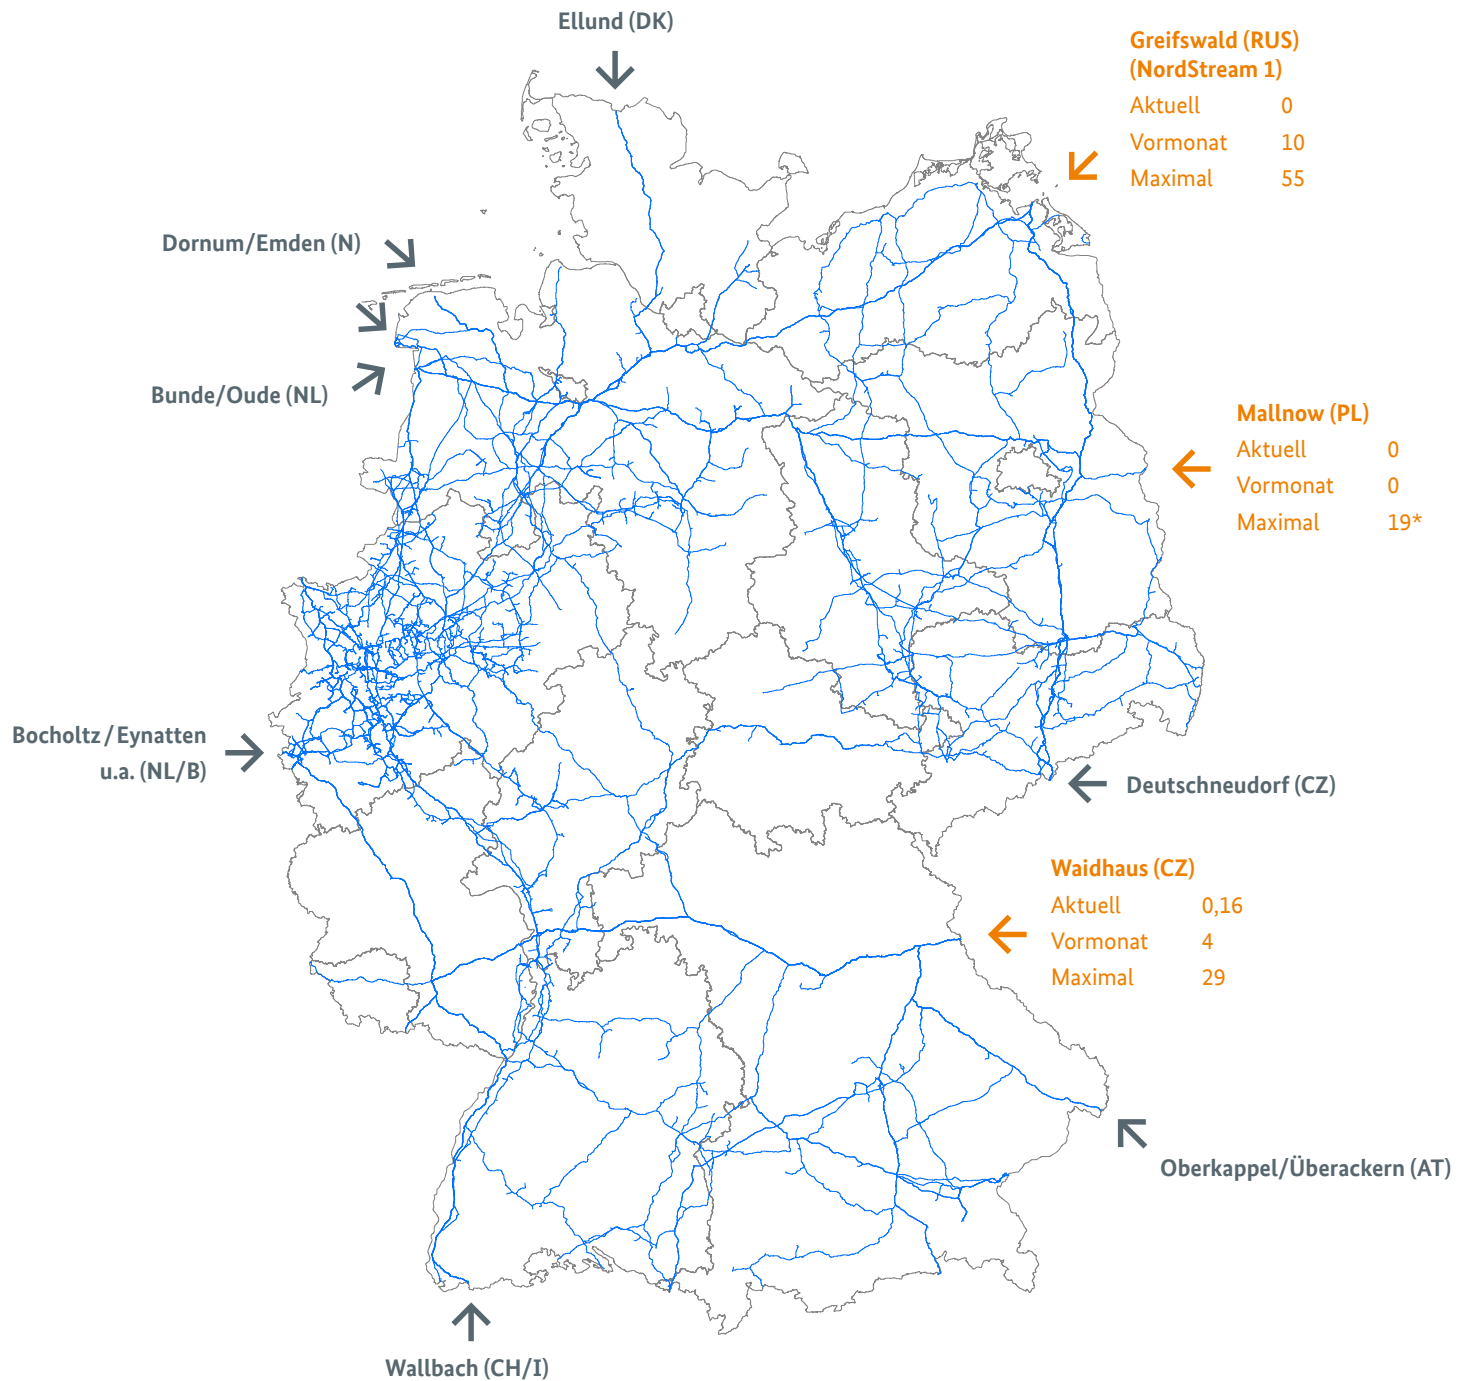 Ellund (DK)
Greifswald (RUS)
(NordStream 1)
Aktuell 0
Vormonat 10
Maximal 55
Dornum/Emden (N)
Bunde/Oude (NL)
Mallnow (PL)
Aktuell 0
Vormonat 0
Maximal 19*
Bocholtz / Eynatten
u.a. (NL/B)
Deutschneudorf (CZ)
Waidhaus (CZ)
Aktuell 0,16
Vormonat 4
Maximal 29
Oberkappel/Überackern (AT)
Wallbach (CH/I)